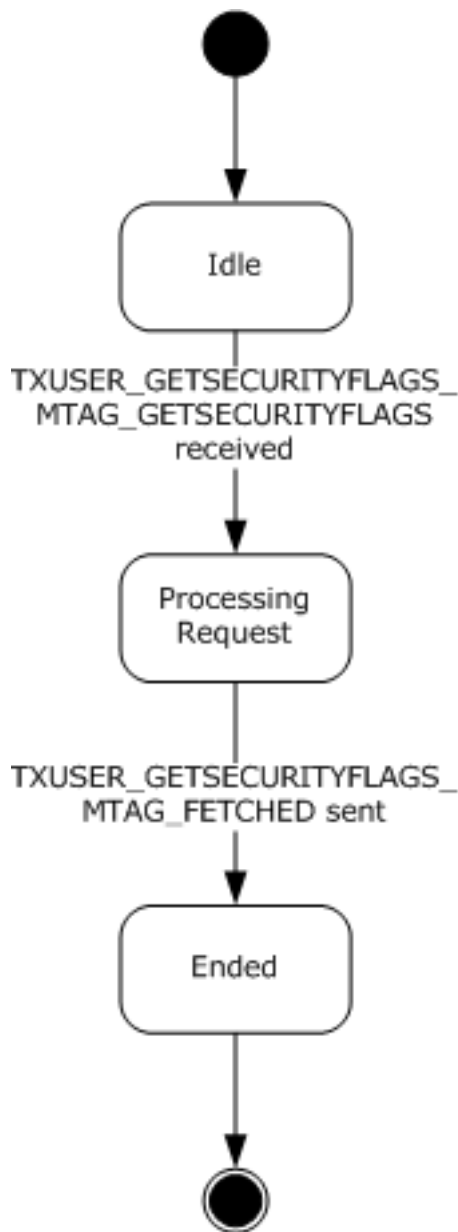 Idle
TXUSER_GETSECURITYFLAGS_
MTAG_GETSECURITYFLAGS
received
Processing
Request
TXUSER_GETSECURITYFLAGS_
MTAG_FETCHED sent
Ended